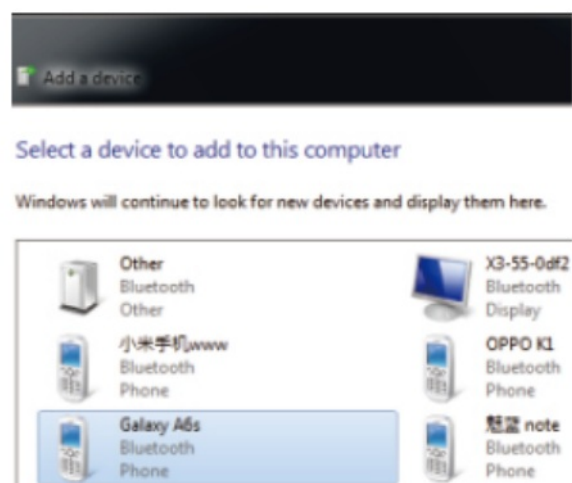 Add a device
Select a device to add to this computer
Windows will continue to look for new devices and display them here.
Other
Bluetooth
Other
X3-55-0df2
Bluetooth
Display
小米手机www
Bluetooth
Phone
OPPO K1
Bluetooth
Phone
Galaxy A6s
Bluetooth
Phone
魅蓝 note
Bluetooth
Phone